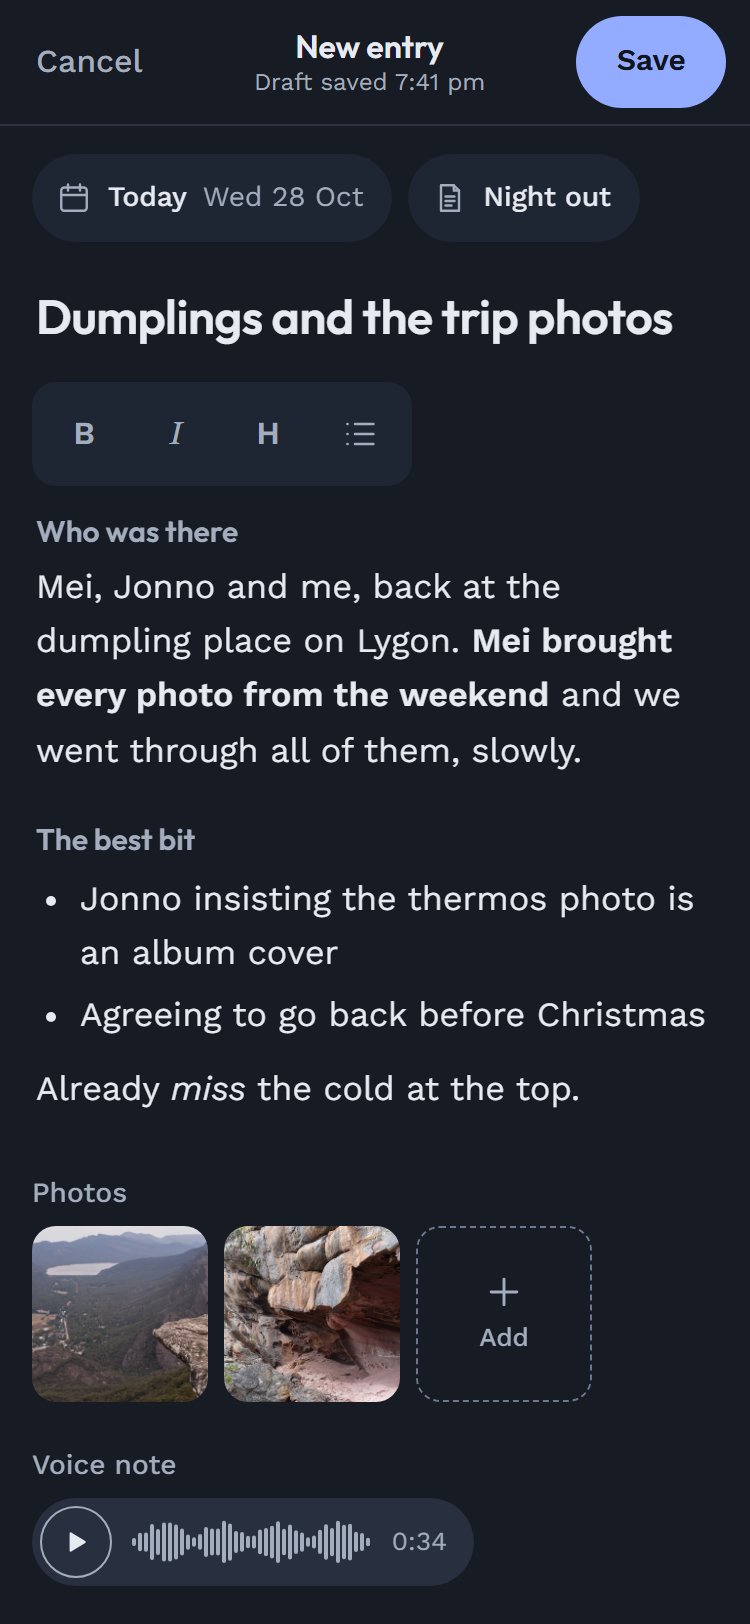 Cancel
New entry
Draft saved 7:41 pm
Save
Today Wed 28 Oct
Night out
Dumplings and the trip photos
B I H
Who was there
Mei, Jonno and me, back at the
dumpling place on Lygon. Mei brought
every photo from the weekend and we
went through all of them, slowly.
The best bit
• Jonno insisting the thermos photo is
an album cover
• Agreeing to go back before Christmas
Already miss the cold at the top.
Photos
Add
Voice note
0:34